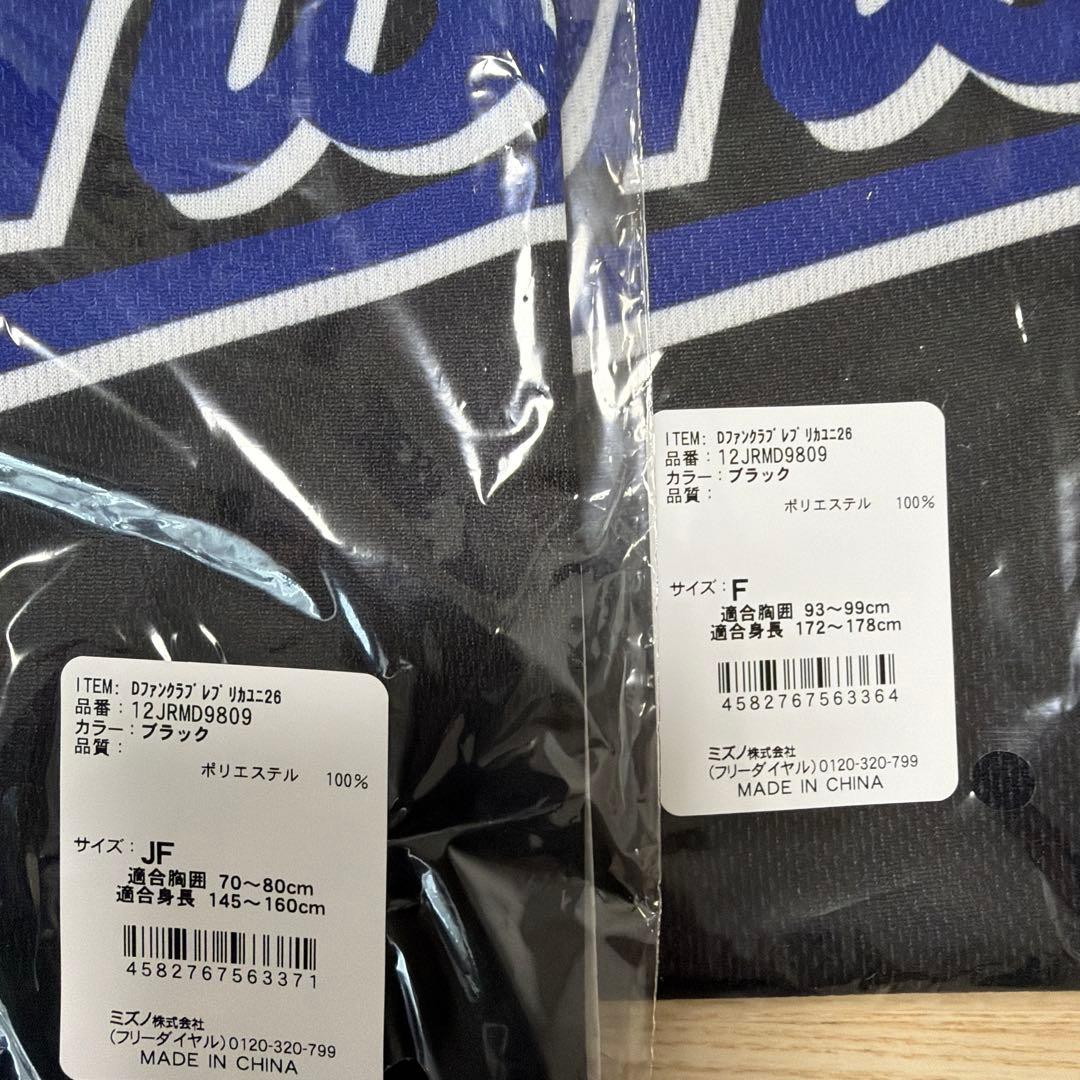 ITEM: Dﾌｧﾝｸﾗﾌﾞ ﾚﾌﾟﾘｶﾕﾆ26
品番：12JRMD9809
カラー：ブラック
品質：
ポリエステル 100%
サイズ：F
適合胸囲 93～99cm
適合身長 172～178cm
4582767563364
ミズノ株式会社
(フリーダイヤル)0120-320-799
MADE IN CHINA
ITEM: Dﾌｧﾝｸﾗﾌﾞ ﾚﾌﾟﾘｶﾕﾆ26
品番：12JRMD9809
カラー：ブラック
品質：
ポリエステル 100%
サイズ：JF
適合胸囲 70～80cm
適合身長 145～160cm
4582767563371
ミズノ株式会社
(フリーダイヤル)0120-320-799
MADE IN CHINA